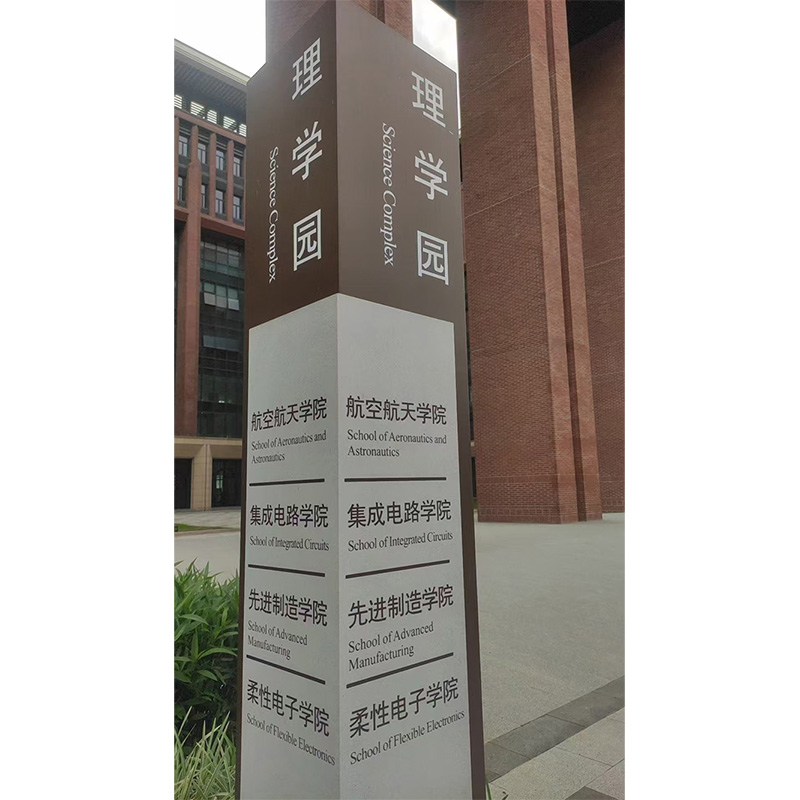 理学园
Science Complex
航空航天学院
School of Aeronautics and
Astronautics
集成电路学院
School of Integrated Circuits
先进制造学院
School of Advanced
Manufacturing
柔性电子学院
School of Flexible Electronics
理学园
Science Complex
航空航天学院
School of Aeronautics and
Astronautics
集成电路学院
School of Integrated Circuits
先进制造学院
School of Advanced
Manufacturing
柔性电子学院
School of Flexible Electronics